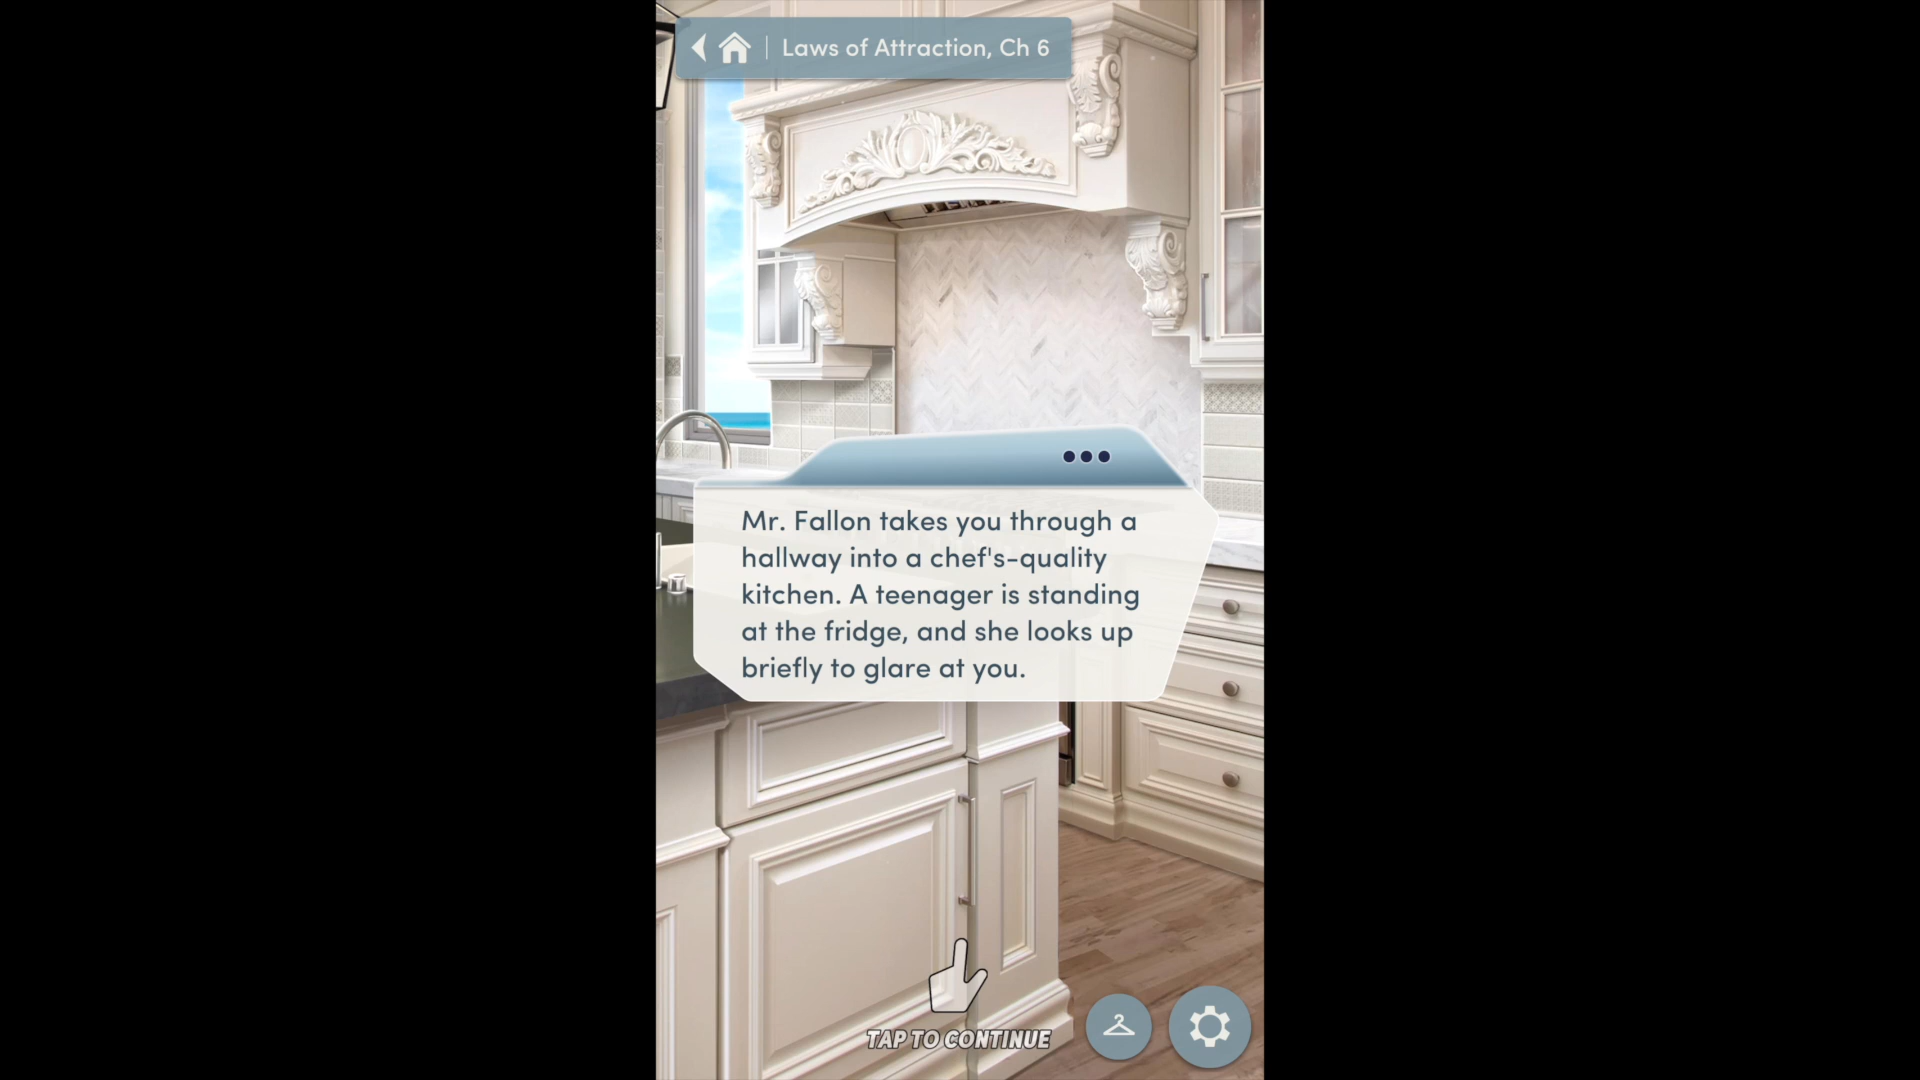 Laws of Attraction, Ch 6
Mr. Fallon takes you through a
hallway into a chef's-quality
kitchen. A teenager is standing
at the fridge, and she looks up
briefly to glare at you.
TAP TO CONTINUE